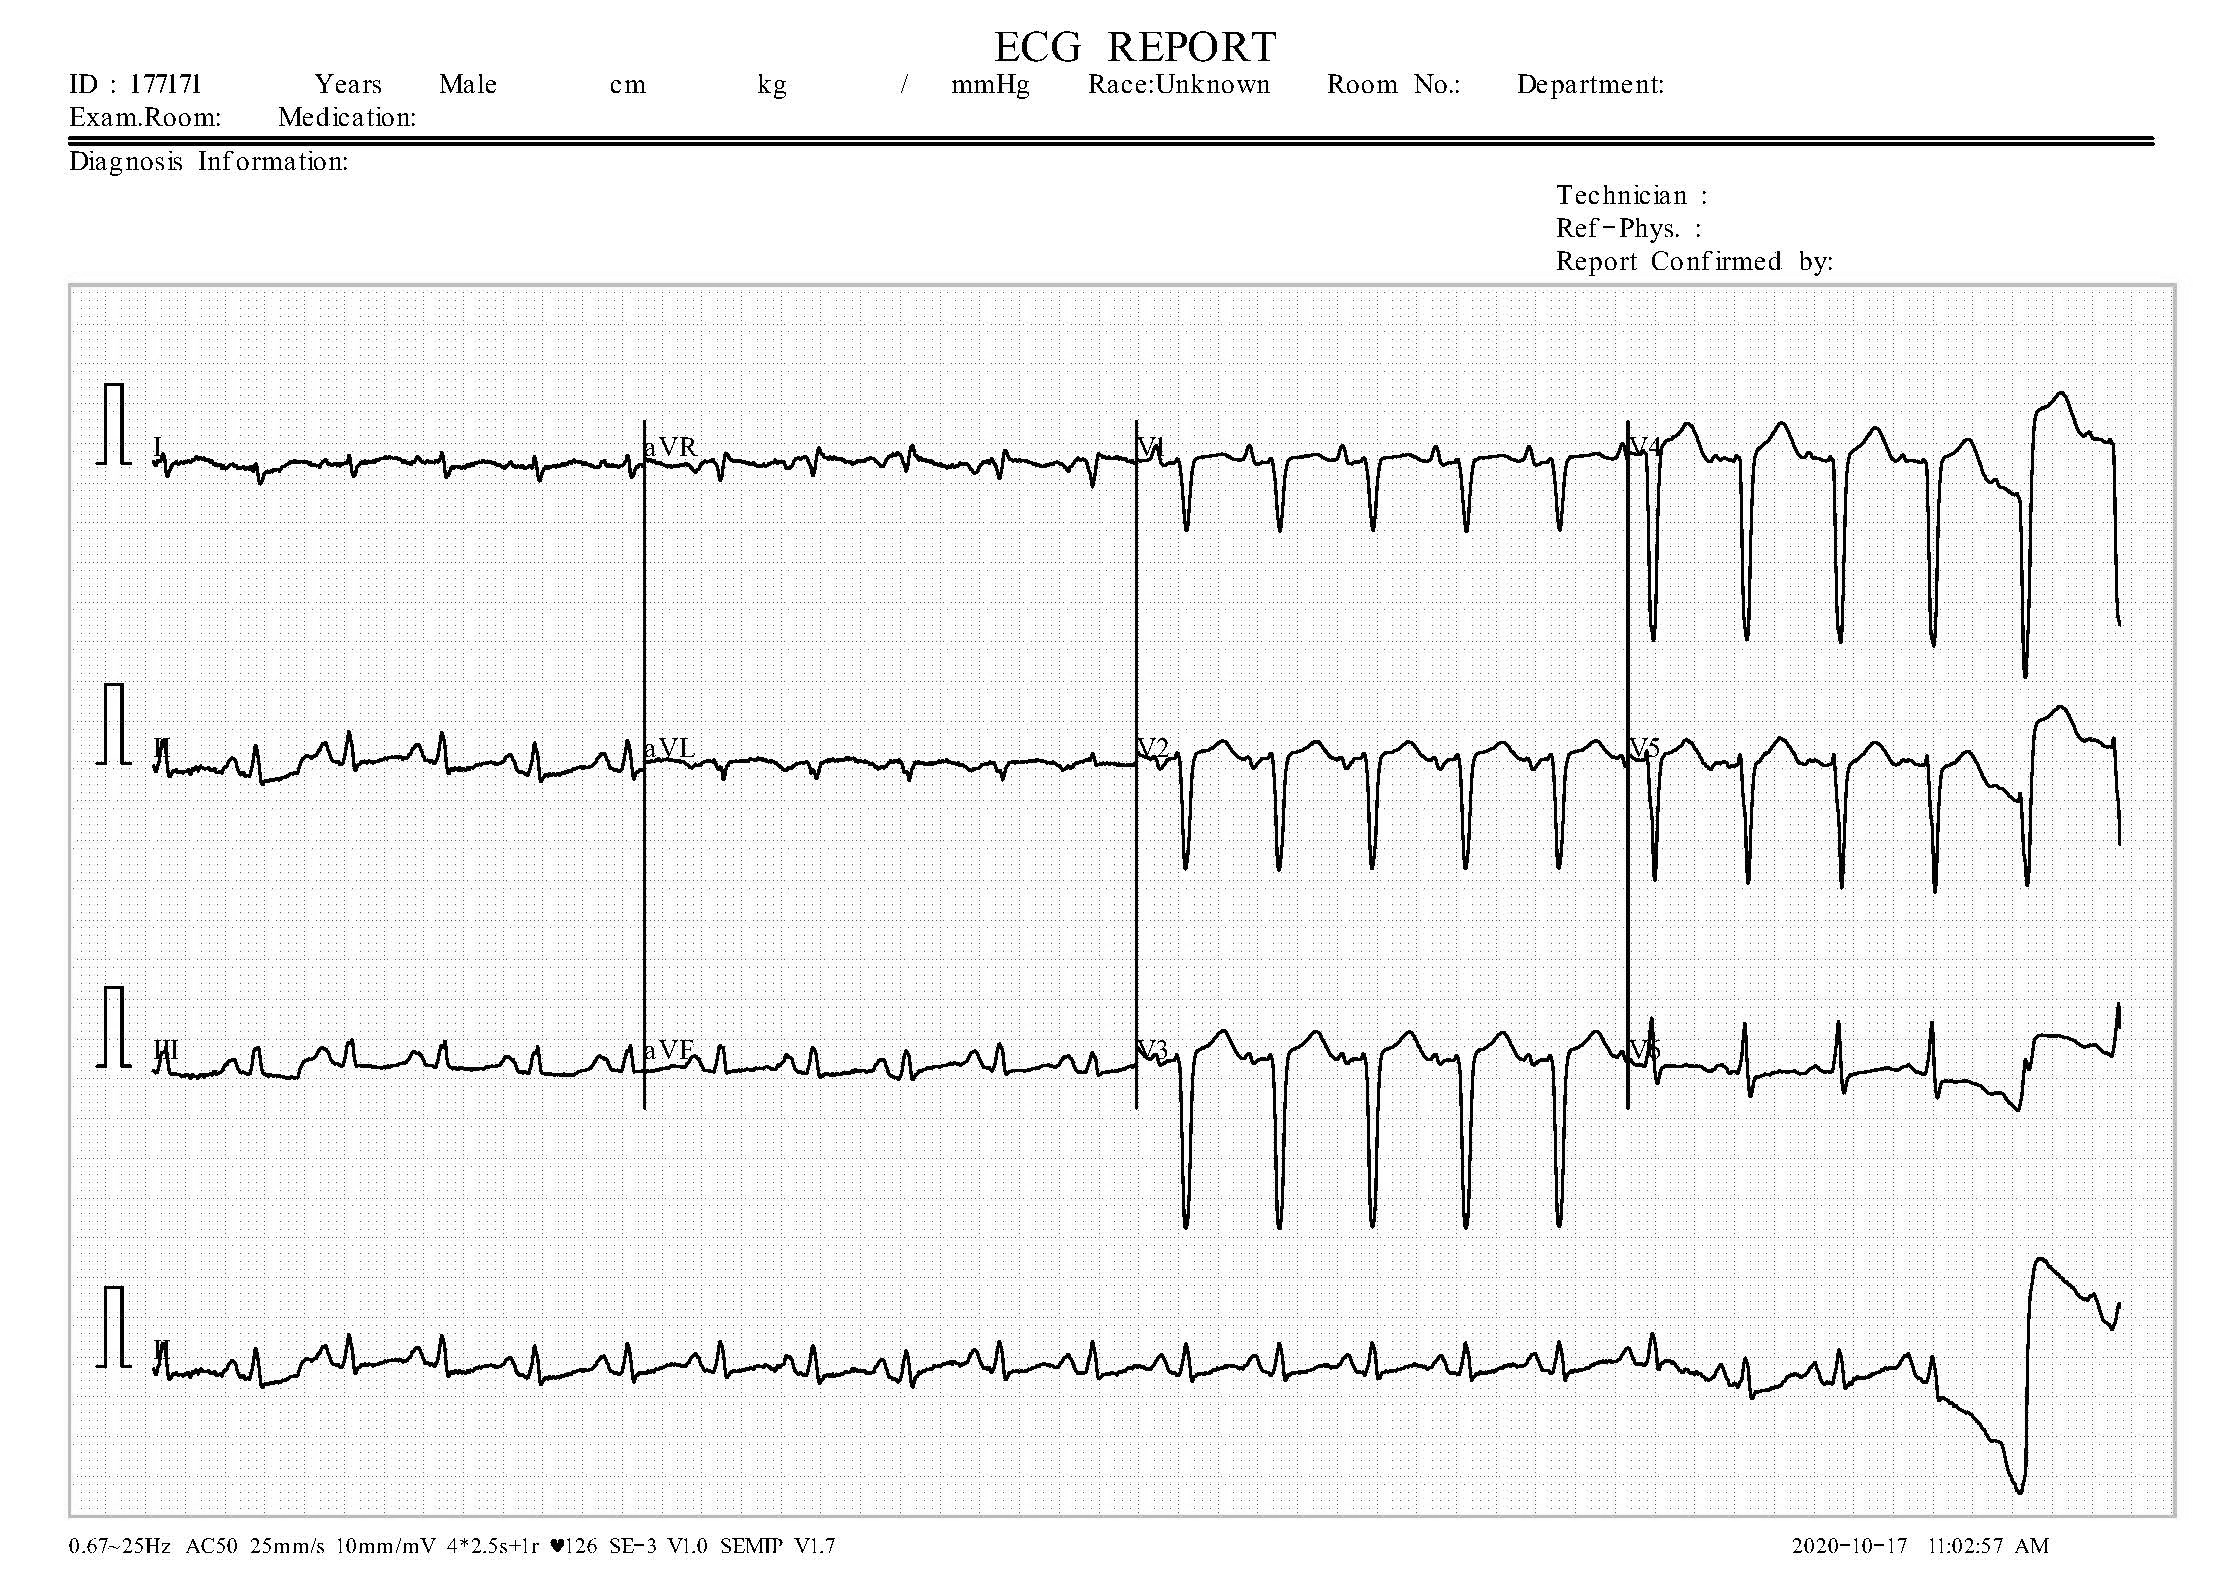 ECG REPORT
ID : 177171 Years Male cm kg / mmHg Race:Unknown Room No.: Department:
Exam.Room: Medication:
Diagnosis Information:
Technician :
Ref-Phys. :
Report Confirmed by:
I aVR V1 V4
II aVL V2 V5
III aVF V3 V6
II
0.67~25Hz AC50 25mm/s 10mm/mV 4*2.5s+1r ♥126 SE-3 V1.0 SEMIP V1.7 2020-10-17 11:02:57 AM